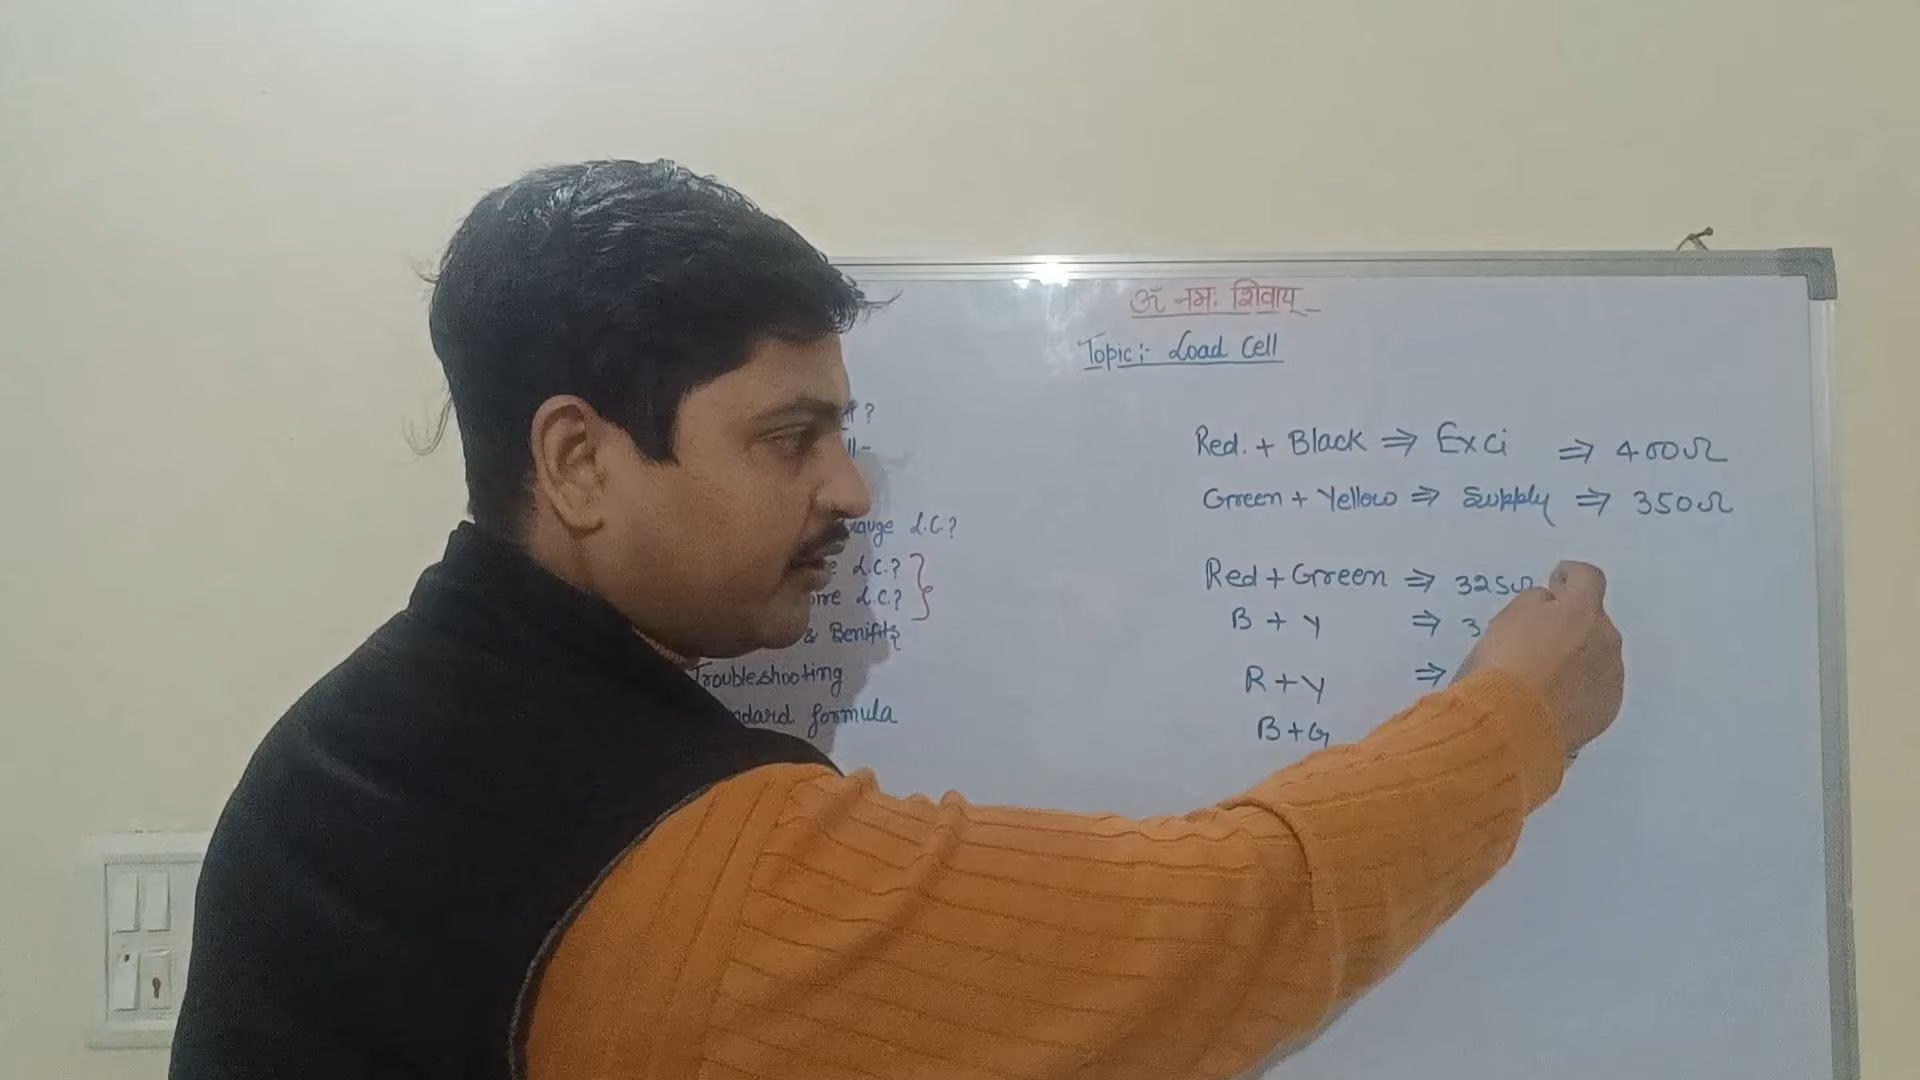 ॐ नमः शिवाय्
Topic:- Load Cell
?
gauge L.C.?
L.C.?
wire L.C.?
& Benifits
Troubleshooting
formula
Red. + Black ⇒ Exci ⇒ 400Ω
Green + Yellow ⇒ Supply ⇒ 350Ω
Red + Green ⇒ 325Ω
B + Y ⇒ 3
R + Y ⇒
B + G